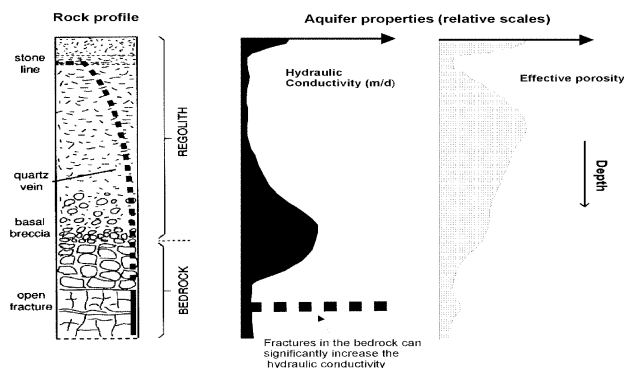 Rock profile
Aquifer properties (relative scales)
stone
line
quartz
vein
basal
breccia
open
fracture
REGOLITH
BEDROCK
Hydraulic
Conductivity (m/d)
Effective porosity
Depth
Fractures in the bedrock can
significantly increase the
hydraulic conductivity